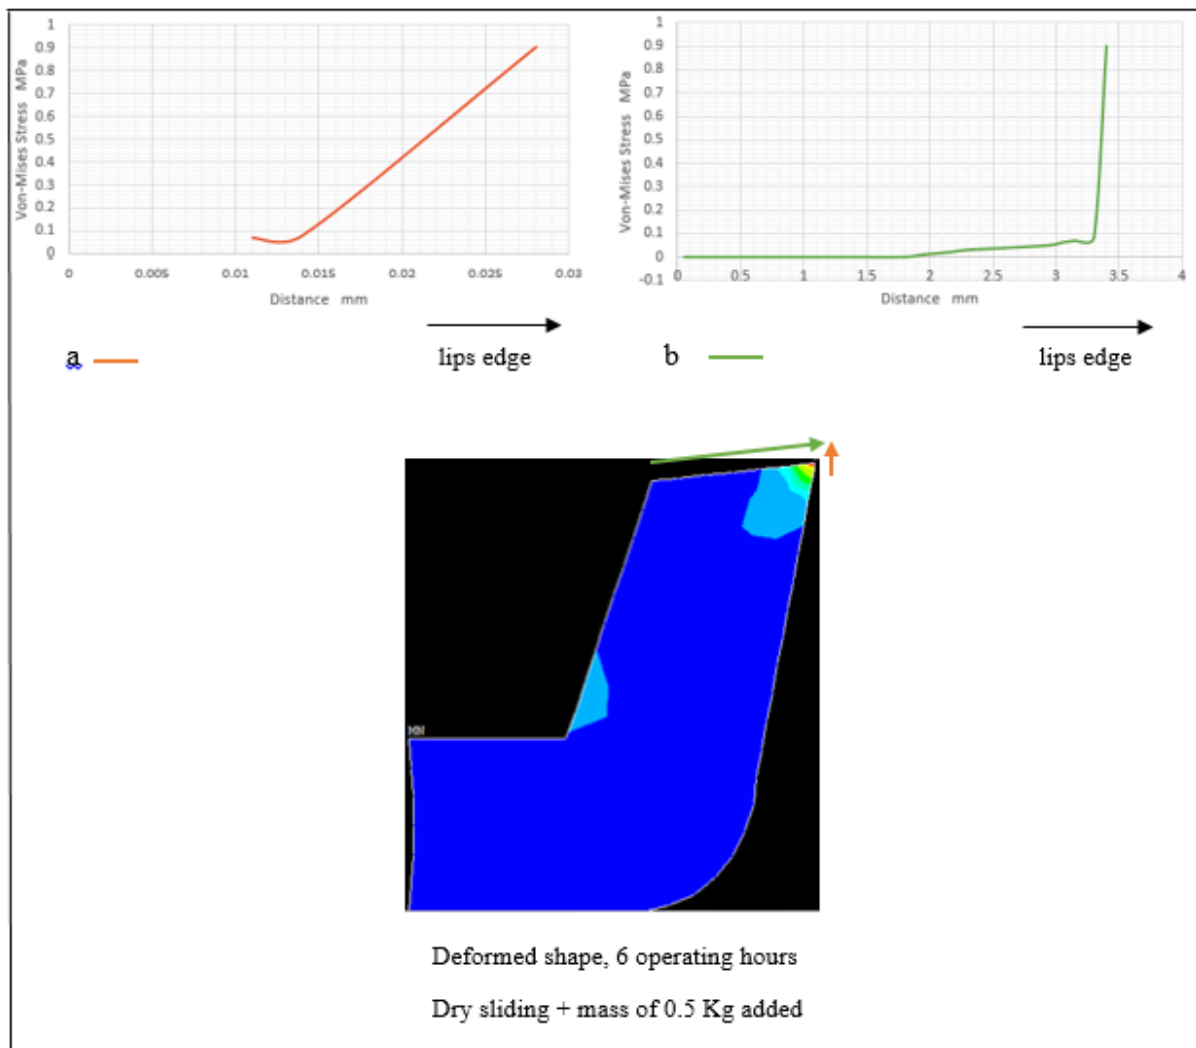 1
0.9
0.8
0.7
0.6
0.5
0.4
0.3
0.2
0.1
0
Von-Mises Stress MPa
0 0.005 0.01 0.015 0.02 0.025 0.03
Distance mm
lips edge
a
1
0.9
0.8
0.7
0.6
0.5
0.4
0.3
0.2
0.1
0
-0.1
Von-Mises Stress MPa
0.5 1 1.5 2 2.5 3 3.5 4
Distance mm
b
lips edge
Deformed shape, 6 operating hours
Dry sliding + mass of 0.5 Kg added